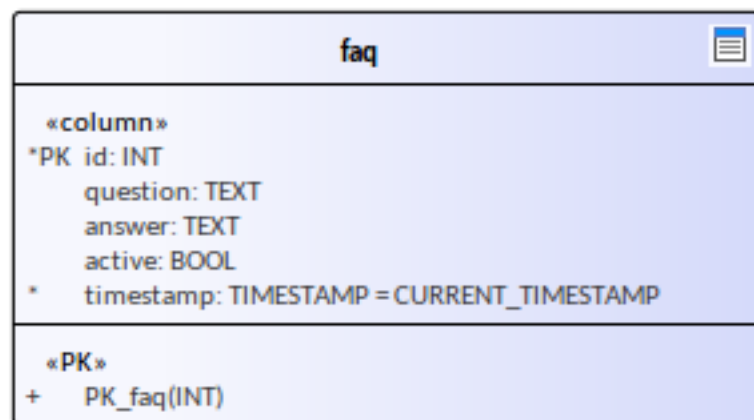 faq
«column»
*PK id: INT
question: TEXT
answer: TEXT
active: BOOL
* timestamp: TIMESTAMP = CURRENT_TIMESTAMP
«PK»
+ PK_faq(INT)